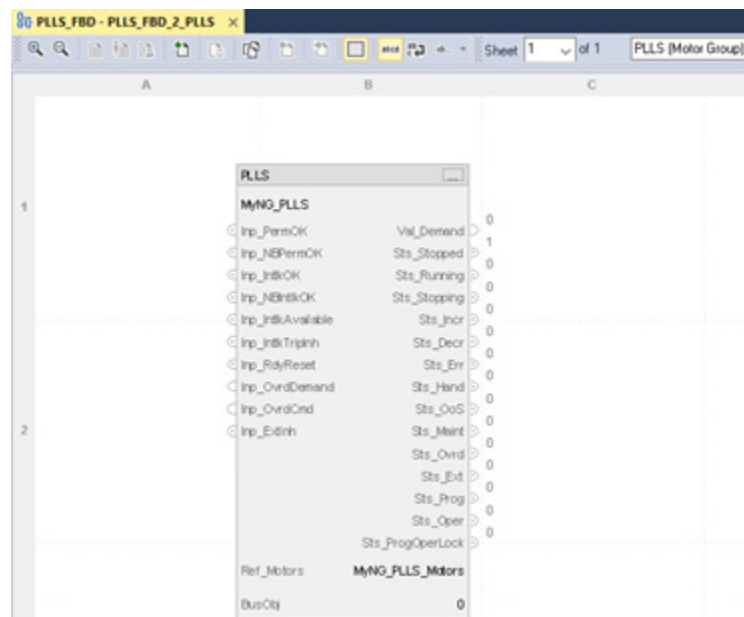 PLLS_FBD - PLLS_FBD_2_PLLS ×
Sheet 1 of 1 PLLS (Motor Group)
A B C
PLLS ...
1
MyNG_PLLS
0
Inp_PermOK Val_Demand
1
Inp_NBPermOK Sts_Stopped
0
Inp_IntlkOK Sts_Running
0
Inp_NBIntlkOK Sts_Stopping
0
Inp_IntlkAvailable Sts_Incr
0
Inp_IntlkTripInh Sts_Decr
0
Inp_RdyReset Sts_Err
0
Inp_OvrdDemand Sts_Hand
0
Inp_OvrdCmd Sts_OoS
0
2
Inp_ExtInh Sts_Maint
0
Sts_Ovrd
0
Sts_Ext
0
Sts_Prog
0
Sts_Oper
0
Sts_ProgOperLock
Ref_Motors MyNG_PLLS_Motors
BusObj 0